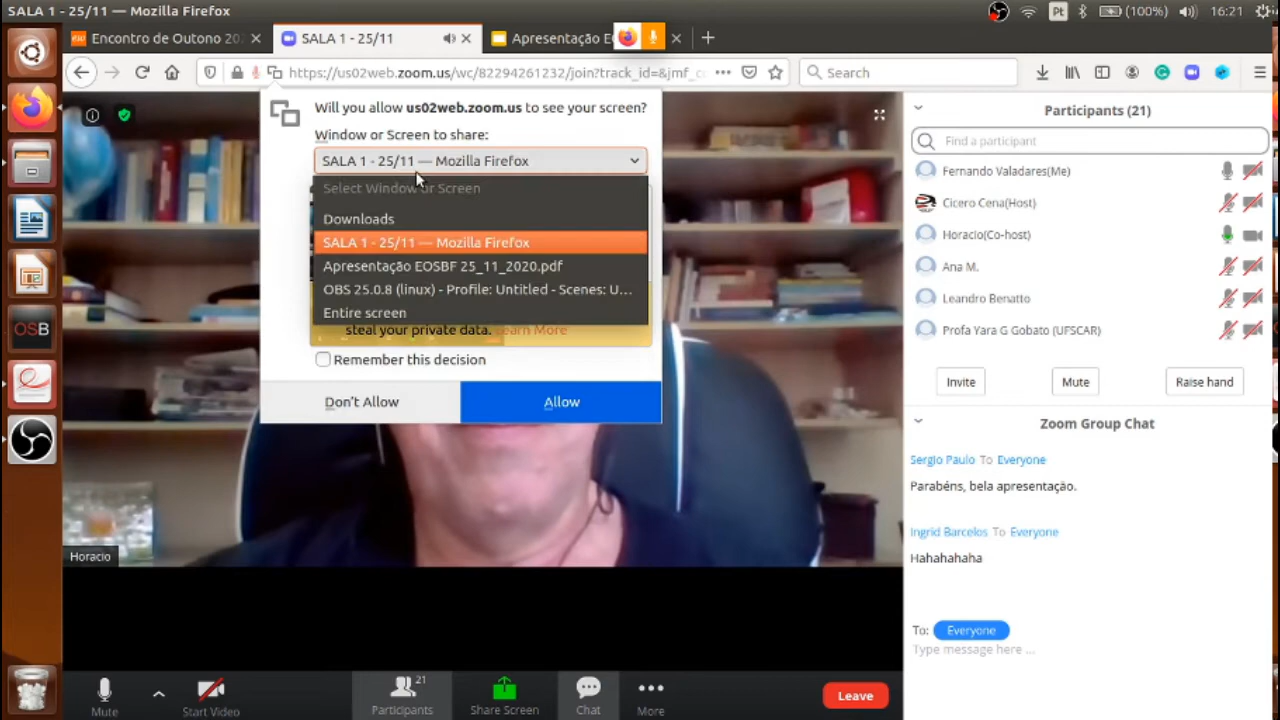 SALA 1 - 25/11 — Mozilla Firefox
Pt
(100%)
16:21
Encontro de Outono 20
SALA 1 - 25/11
Apresentação EO
https://us02web.zoom.us/wc/82294261232/join?track_id=&jmf_c
Search
Will you allow us02web.zoom.us to see your screen?
Window or Screen to share:
SALA 1 - 25/11 — Mozilla Firefox
Select Window or Screen
Downloads
SALA 1 - 25/11 — Mozilla Firefox
Apresentação EOSBF 25_11_2020.pdf
OBS 25.0.8 (linux) - Profile: Untitled - Scenes: U...
Entire screen
steal your private data. Learn More
Remember this decision
Don't Allow
Allow
OSB
Horacio
Participants (21)
Find a participant
Fernando Valadares(Me)
Cicero Cena(Host)
Horacio(Co-host)
Ana M.
Leandro Benatto
Profa Yara G Gobato (UFSCAR)
Invite
Mute
Raise hand
Zoom Group Chat
Sergio Paulo To Everyone
Parabéns, bela apresentação.
Ingrid Barcelos To Everyone
Hahahahaha
To: Everyone
Type message here ...
Mute
Start Video
21
Participants
Share Screen
Chat
More
Leave